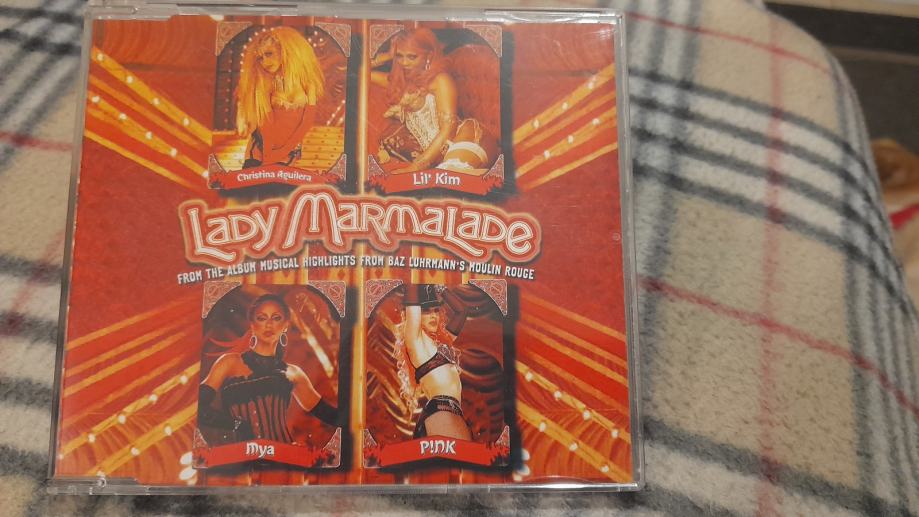 Christina Aguilera
Lil' Kim
Lady Marmalade
FROM THE ALBUM MUSICAL HIGHLIGHTS FROM BAZ LUHRMANN'S MOULIN ROUGE
Mya
P!NK